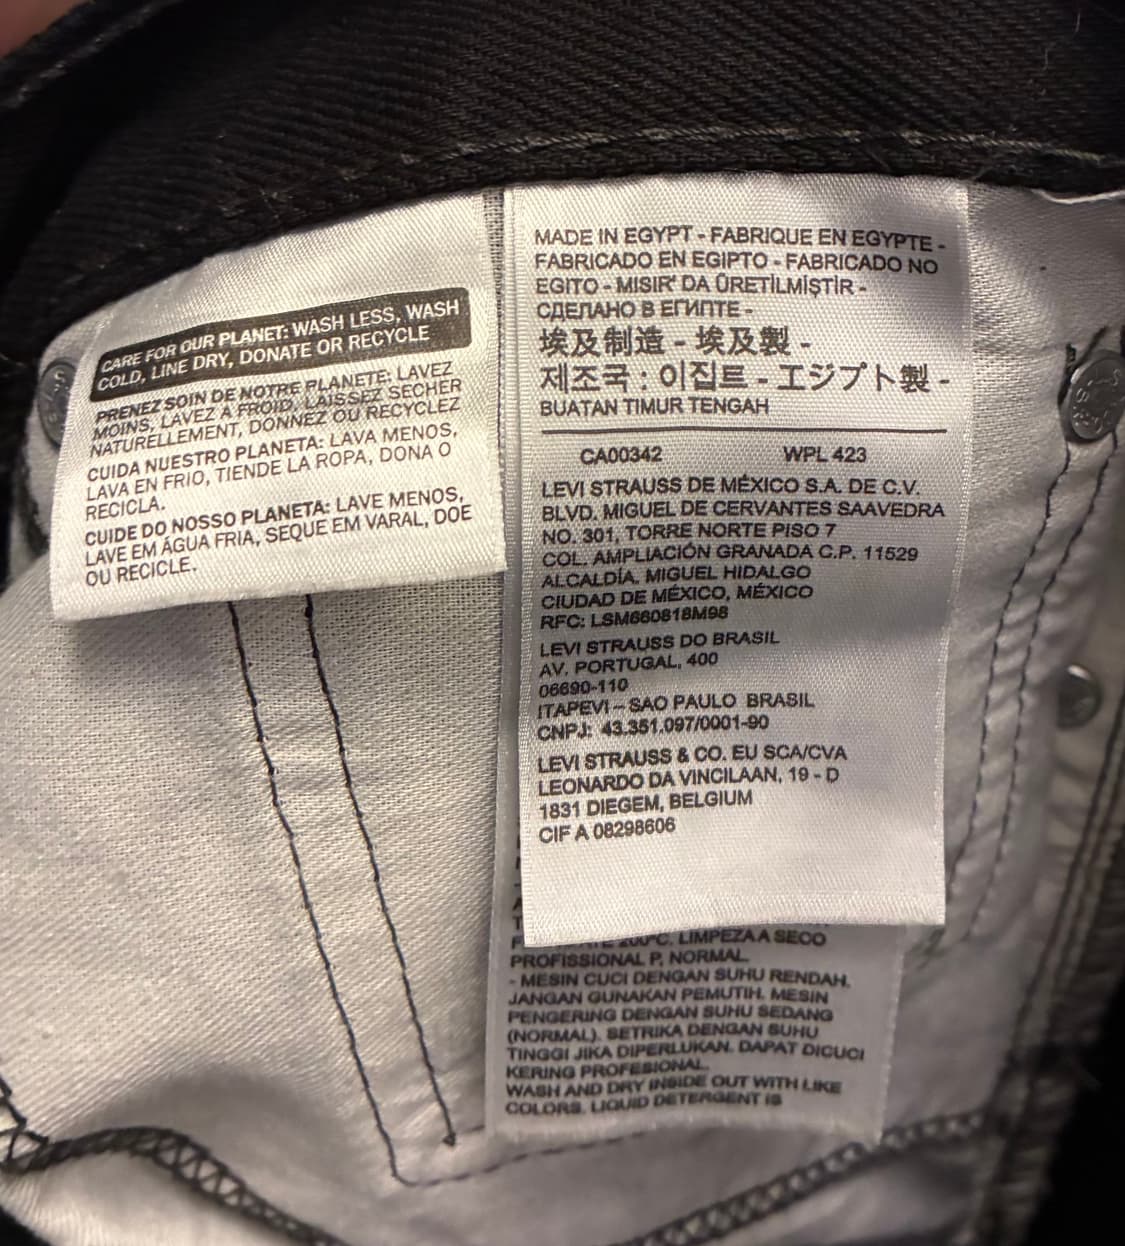 CARE FOR OUR PLANET: WASH LESS, WASH
COLD, LINE DRY, DONATE OR RECYCLE
PRENEZ SOIN DE NOTRE PLANETE: LAVEZ
MOINS, LAVEZ A FROID, LAISSEZ SECHER
NATURELLEMENT, DONNEZ OU RECYCLEZ
CUIDA NUESTRO PLANETA: LAVA MENOS,
LAVA EN FRIO, TIENDE LA ROPA, DONA O
RECICLA.
CUIDE DO NOSSO PLANETA: LAVE MENOS,
LAVE EM ÁGUA FRIA, SEQUE EM VARAL, DOE
OU RECICLE.
MADE IN EGYPT - FABRIQUE EN EGYPTE -
FABRICADO EN EGIPTO - FABRICADO NO
EGITO - MISIR' DA ÜRETİLMİŞTİR -
СДЕЛАНО В ЕГИПТЕ -
埃及制造 - 埃及製 -
제조국 : 이집트 - エジプト製 -
BUATAN TIMUR TENGAH
CA00342 WPL 423
LEVI STRAUSS DE MÉXICO S.A. DE C.V.
BLVD. MIGUEL DE CERVANTES SAAVEDRA
NO. 301, TORRE NORTE PISO 7
COL. AMPLIACIÓN GRANADA C.P. 11529
ALCALDÍA. MIGUEL HIDALGO
CIUDAD DE MÉXICO, MÉXICO
RFC: LSM660818M98
LEVI STRAUSS DO BRASIL
AV. PORTUGAL, 400
06690-110
ITAPEVI – SAO PAULO BRASIL
CNPJ: 43.351.097/0001-90
LEVI STRAUSS & CO. EU SCA/CVA
LEONARDO DA VINCILAAN, 19 - D
1831 DIEGEM, BELGIUM
CIF A 08298606
200°C. LIMPEZA A SECO
PROFISSIONAL P, NORMAL.
- MESIN CUCI DENGAN SUHU RENDAH.
JANGAN GUNAKAN PEMUTIH. MESIN
PENGERING DENGAN SUHU SEDANG
(NORMAL). SETRIKA DENGAN SUHU
TINGGI JIKA DIPERLUKAN. DAPAT DICUCI
KERING PROFESIONAL.
WASH AND DRY INSIDE OUT WITH LIKE
COLORS. LIQUID DETERGENT IS